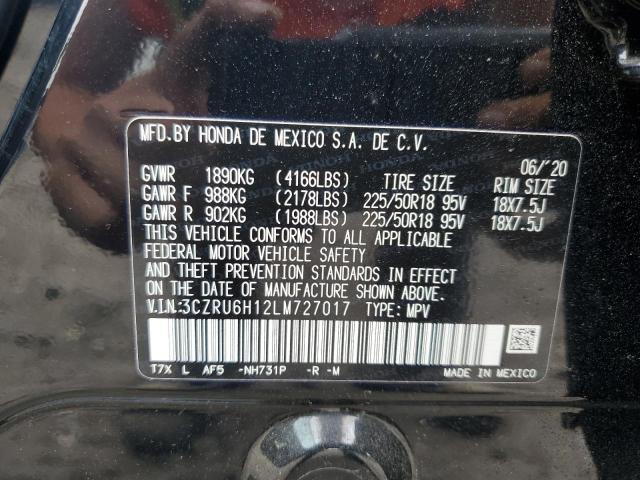 MFD.BY HONDA DE MEXICO S.A. DE C.V.
06/'20
GVWR 1890KG (4166LBS) TIRE SIZE RIM SIZE
GAWR F 988KG (2178LBS) 225/50R18 95V 18X7.5J
GAWR R 902KG (1988LBS) 225/50R18 95V 18X7.5J
THIS VEHICLE CONFORMS TO ALL APPLICABLE
FEDERAL MOTOR VEHICLE SAFETY
AND THEFT PREVENTION STANDARDS IN EFFECT
ON THE DATE OF MANUFACTURE SHOWN ABOVE.
V.I.N.:3CZRU6H12LM727017 TYPE: MPV
T7X L AF5 -NH731P -R -M MADE IN MEXICO